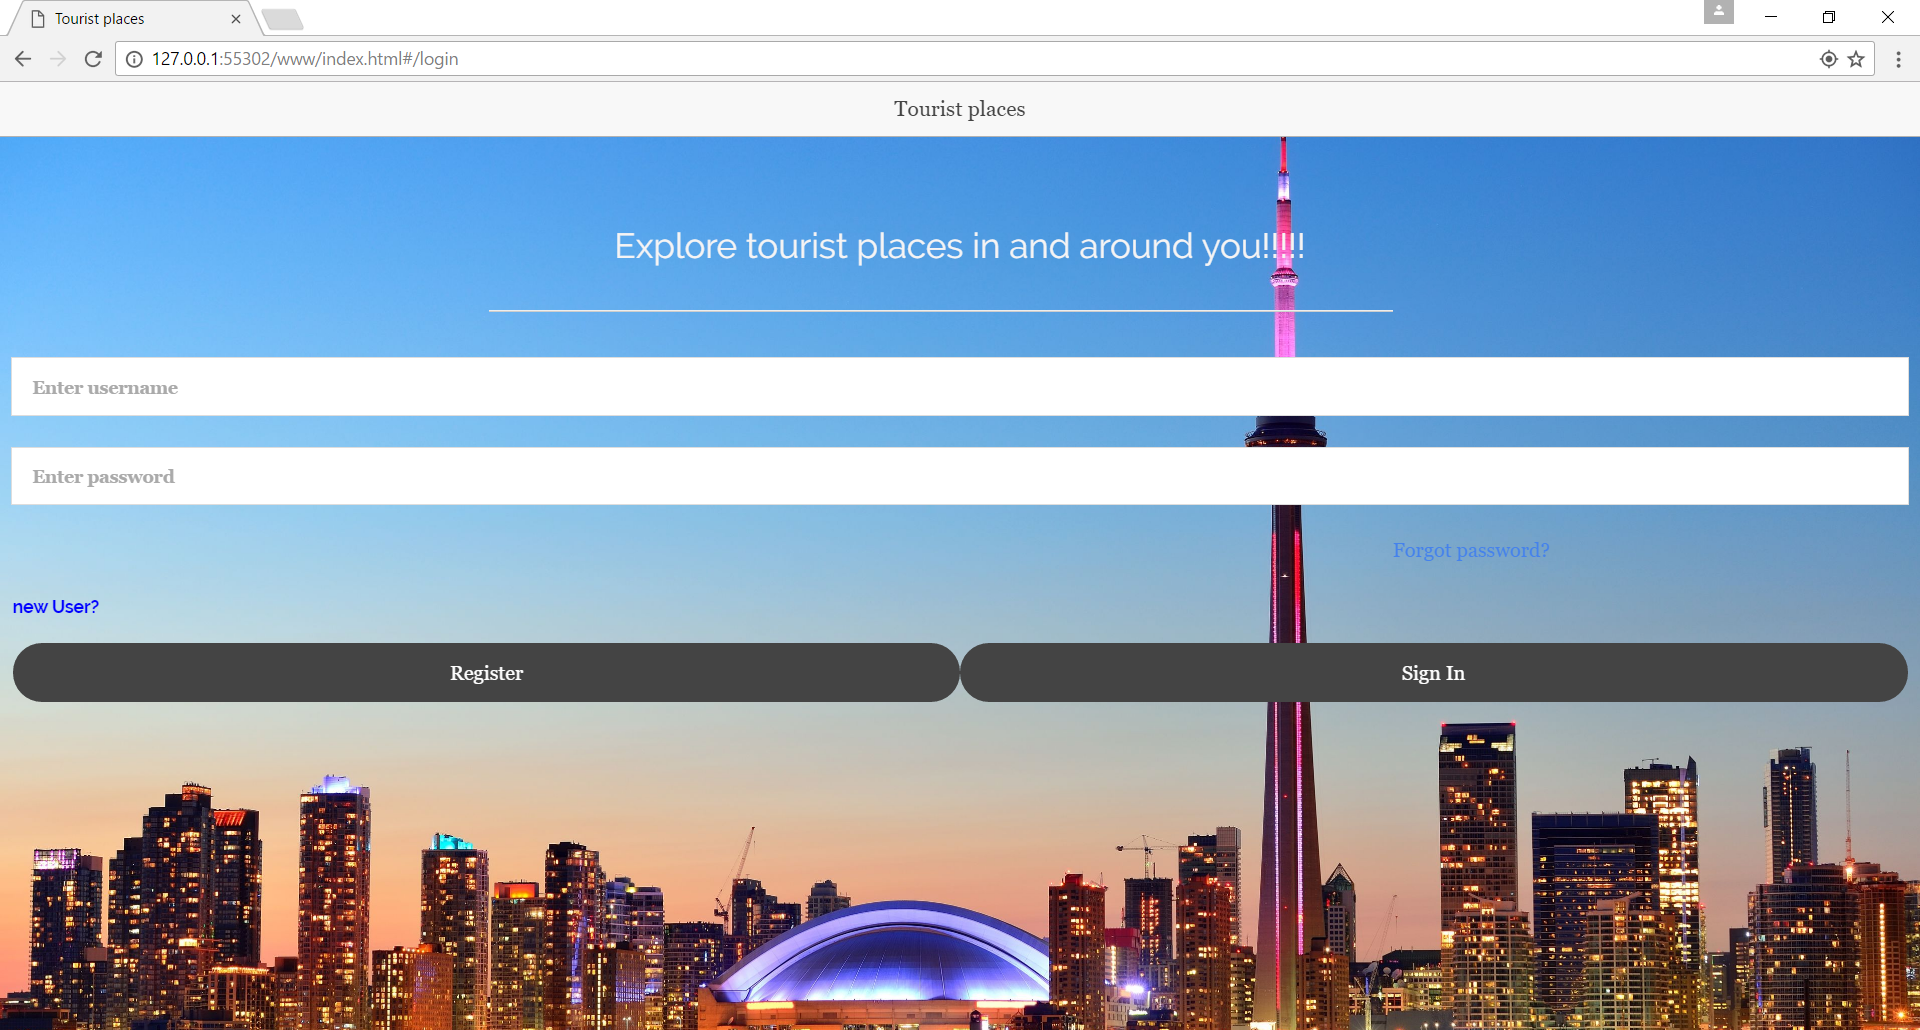 Tourist places
127.0.0.1:55302/www/index.html#/login
Tourist places
Explore tourist places in and around you!!!!!
Enter username
Enter password
Forgot password?
new User?
Register
Sign In